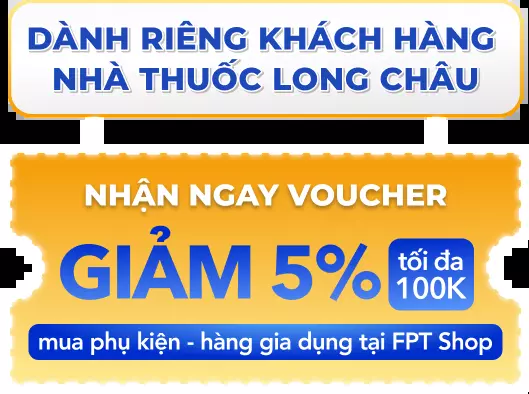 DÀNH RIÊNG KHÁCH HÀNG
NHÀ THUỐC LONG CHÂU
NHẬN NGAY VOUCHER
GIẢM 5%
tối đa
100K
mua phụ kiện - hàng gia dụng tại FPT Shop